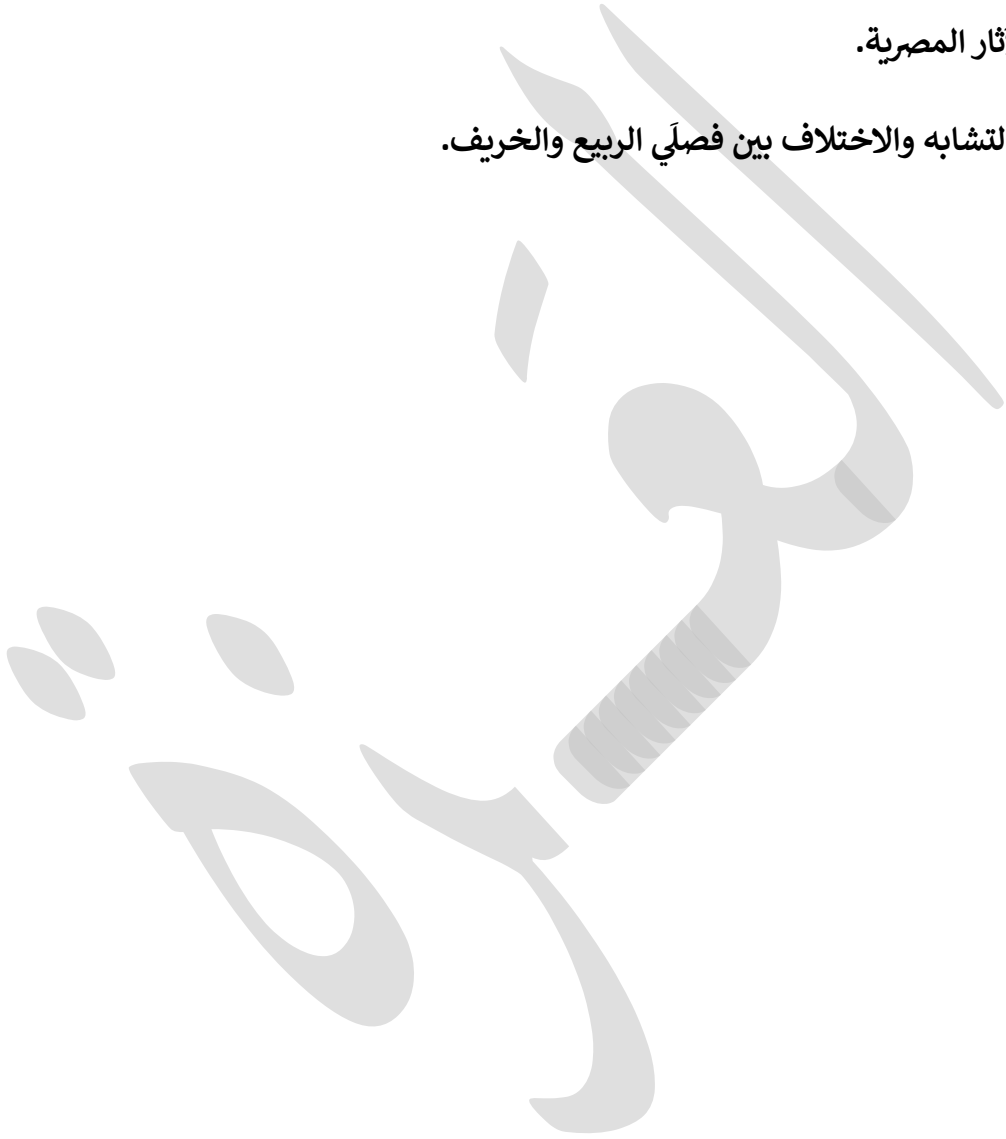 ثار المصرية.
لتشابه والاختلاف بين فصلَي الربيع والخريف.